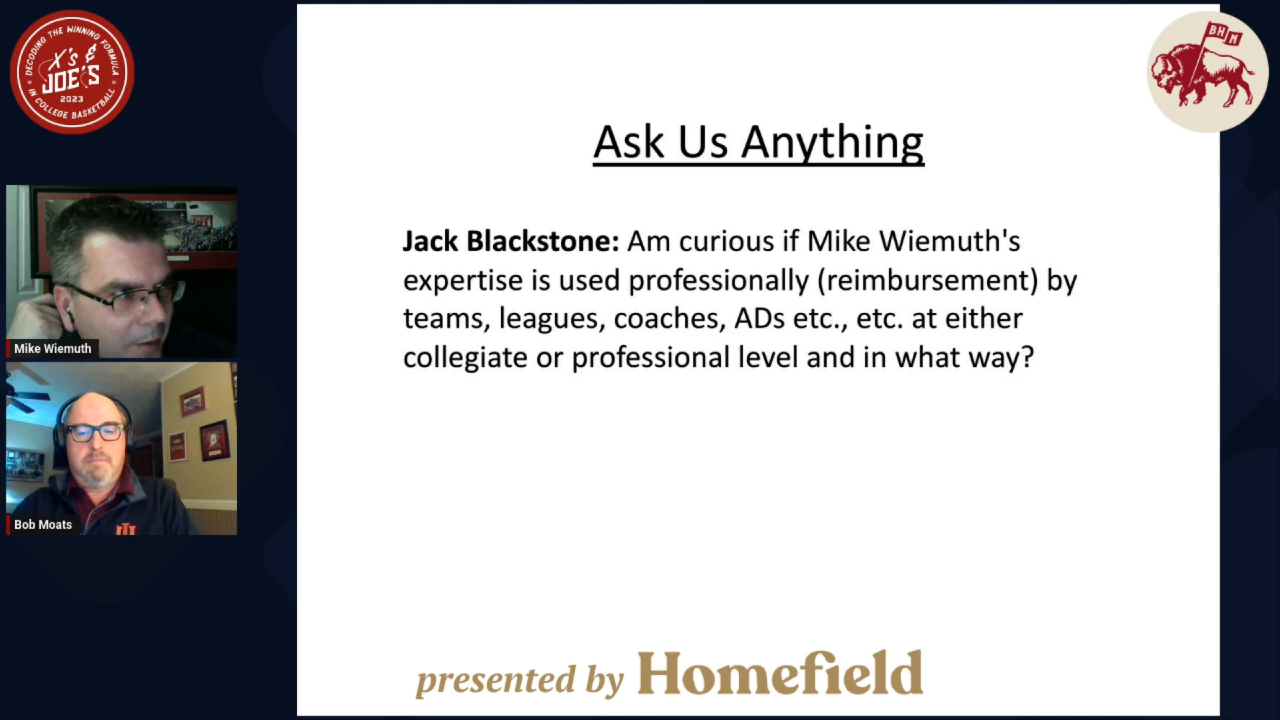 DECODING THE WINNING FORMULA
X's &
JOE'S
2023
IN COLLEGE BASKETBALL
BHM
Ask Us Anything
Jack Blackstone: Am curious if Mike Wiemuth's
expertise is used professionally (reimbursement) by
teams, leagues, coaches, ADs etc., etc. at either
collegiate or professional level and in what way?
Mike Wiemuth
Bob Moats
presented by Homefield